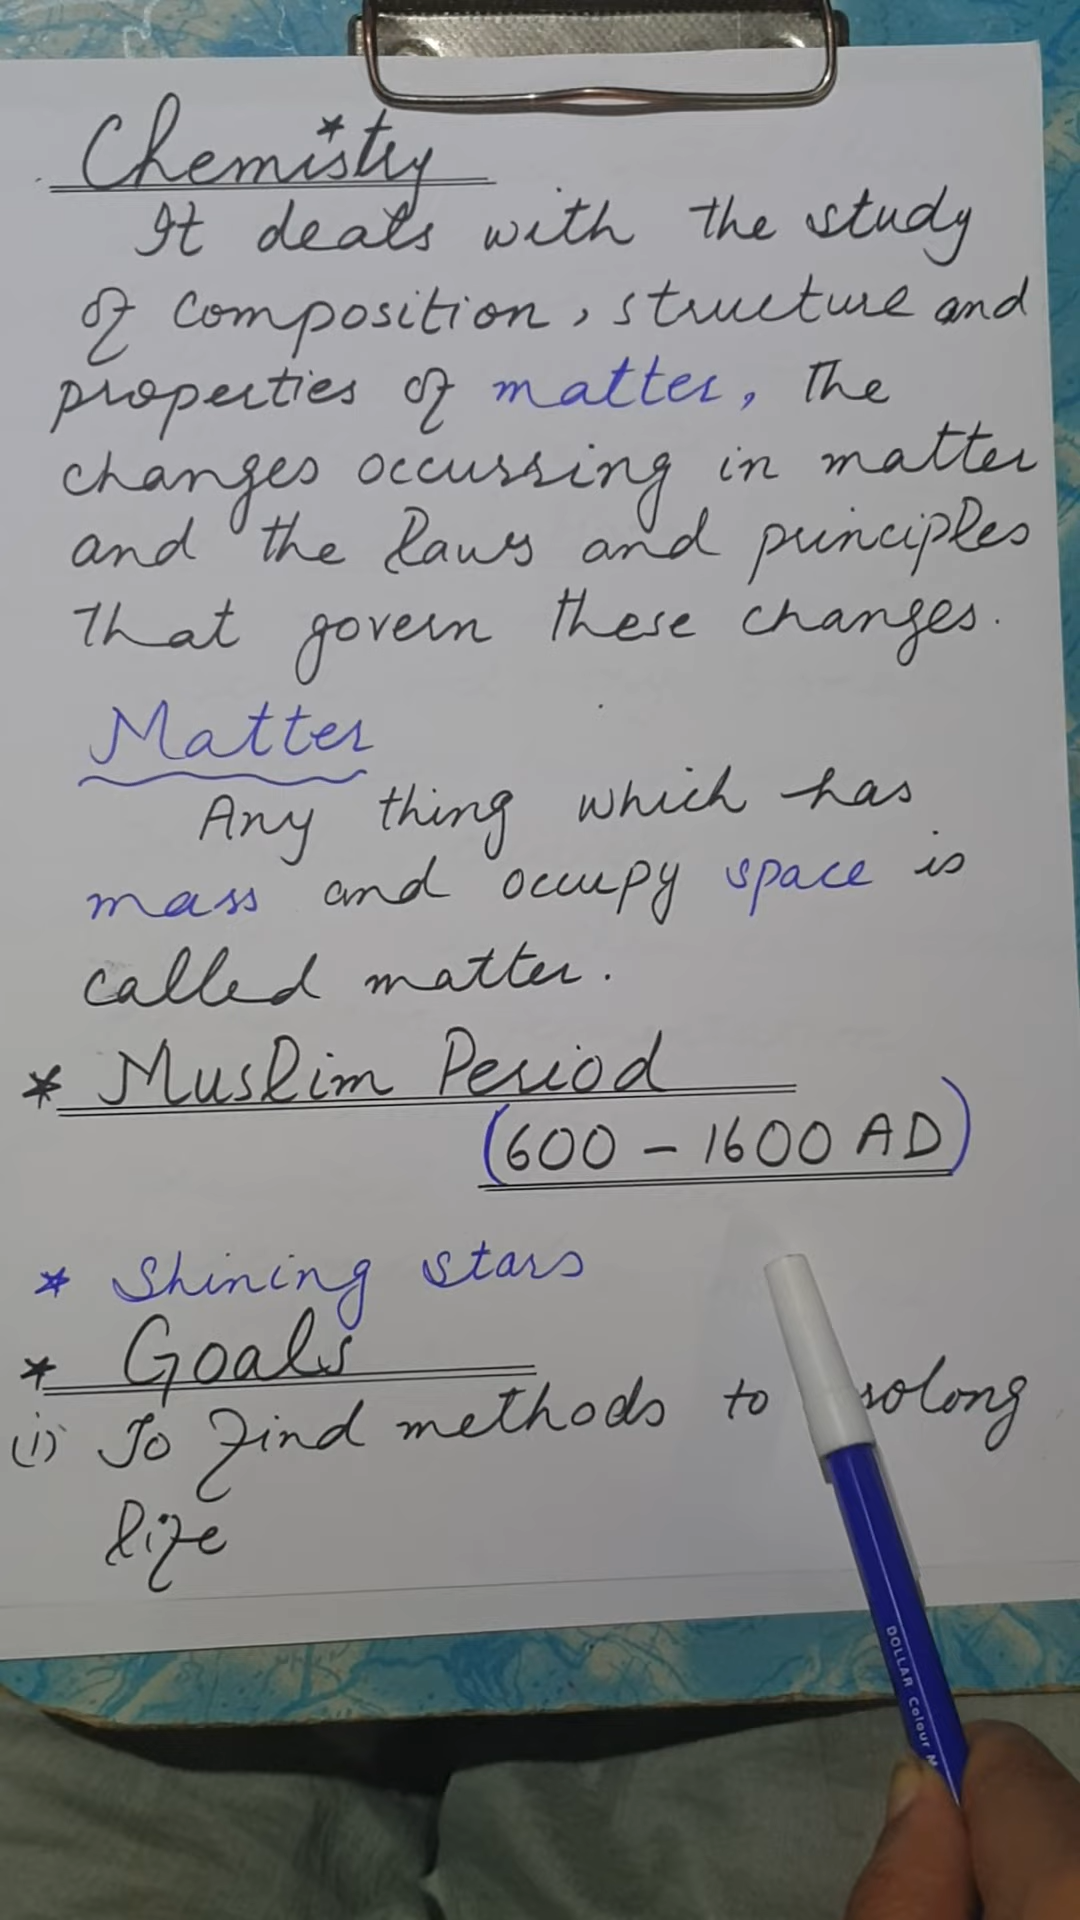 Chemistry
It deals with the study
of composition, structure and
properties of matter, the
changes occurring in matter
and the laws and principles
that govern these changes.
Matter
Any thing which has
mass and occupy space is
called matter.
* Muslim Period
(600 - 1600 AD)
* Shining stars
* Goals
(i) To find methods to rolong
life
DOLLAR Colour M